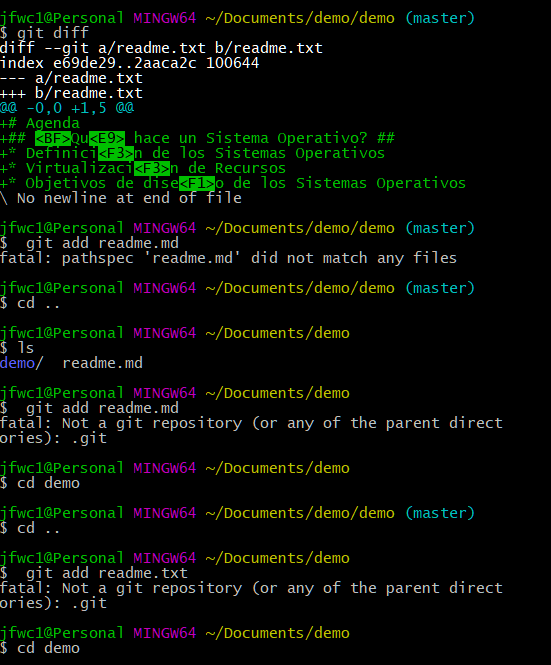 jfwc1@Personal MINGW64 ~/Documents/demo/demo (master)
$ git diff
diff --git a/readme.txt b/readme.txt
index e69de29..2aaca2c 100644
--- a/readme.txt
+++ b/readme.txt
@@ -0,0 +1,5 @@
+# Agenda
+## <BF>Qu<E9> hace un Sistema Operativo? ##
+* Definici<F3>n de los Sistemas Operativos
+* Virtualizaci<F3>n de Recursos
+* Objetivos de dise<F1>o de los Sistemas Operativos
\ No newline at end of file
jfwc1@Personal MINGW64 ~/Documents/demo/demo (master)
$  git add readme.md
fatal: pathspec 'readme.md' did not match any files
jfwc1@Personal MINGW64 ~/Documents/demo/demo (master)
$ cd ..
jfwc1@Personal MINGW64 ~/Documents/demo
$ ls
demo/  readme.md
jfwc1@Personal MINGW64 ~/Documents/demo
$  git add readme.md
fatal: Not a git repository (or any of the parent direct
ories): .git
jfwc1@Personal MINGW64 ~/Documents/demo
$ cd demo
jfwc1@Personal MINGW64 ~/Documents/demo/demo (master)
$ cd ..
jfwc1@Personal MINGW64 ~/Documents/demo
$  git add readme.txt
fatal: Not a git repository (or any of the parent direct
ories): .git
jfwc1@Personal MINGW64 ~/Documents/demo
$ cd demo